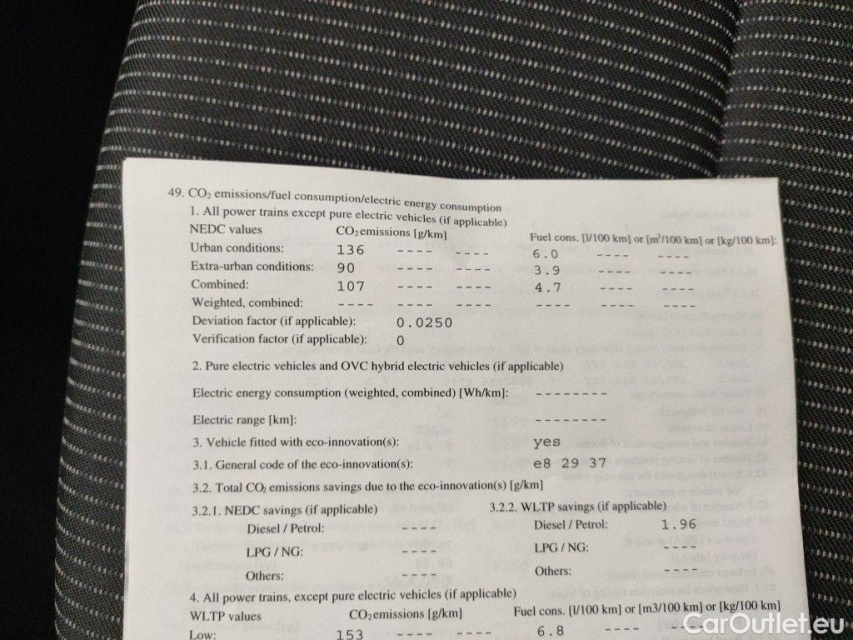 49. CO₂ emissions/fuel consumption/electric energy consumption
1. All power trains except pure electric vehicles (if applicable)
NEDC values CO₂ emissions [g/km] Fuel cons. [l/100 km] or [m³/100 km] or [kg/100 km]:
Urban conditions: 136 ---- ---- 6.0 ---- ----
Extra-urban conditions: 90 ---- ---- 3.9 ---- ----
Combined: 107 ---- ---- 4.7 ---- ----
Weighted, combined: ---- ---- ---- ---- ---- ----
Deviation factor (if applicable): 0.0250
Verification factor (if applicable): 0
2. Pure electric vehicles and OVC hybrid electric vehicles (if applicable)
Electric energy consumption (weighted, combined) [Wh/km]: --------
Electric range [km]: --------
3. Vehicle fitted with eco-innovation(s): yes
3.1. General code of the eco-innovation(s): e8 29 37
3.2. Total CO₂ emissions savings due to the eco-innovation(s) [g/km]
3.2.1. NEDC savings (if applicable) 3.2.2. WLTP savings (if applicable)
Diesel / Petrol: ---- Diesel / Petrol: 1.96
LPG / NG: ---- LPG / NG: ----
Others: ---- Others: ----
4. All power trains, except pure electric vehicles (if applicable)
WLTP values CO₂ emissions [g/km] Fuel cons. [l/100 km] or [m3/100 km] or [kg/100 km]
Low: 153 ---- ---- 6.8 ---- ----
CarOutlet.eu